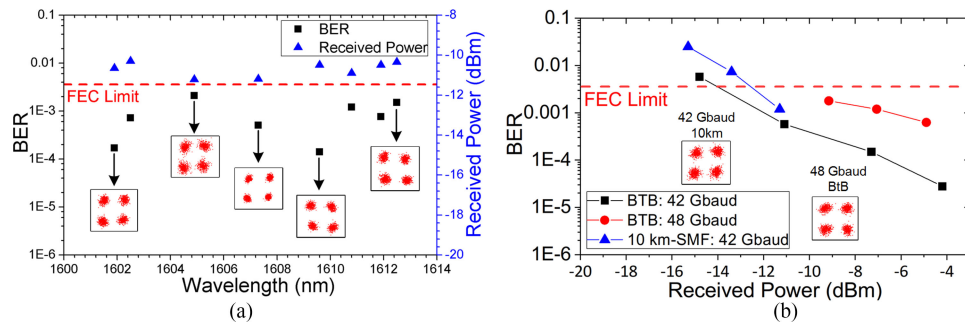 0.1
0.01
1E-3
1E-4
1E-5
1E-6
BER
BER
Received Power
FEC Limit
-8
-10
-12
-14
-16
-18
-20
Received Power (dBm)
1600 1602 1604 1606 1608 1610 1612 1614
Wavelength (nm)
(a)
0.1
0.01
0.001
1E-4
1E-5
1E-6
BER
FEC Limit
42 Gbaud
10km
48 Gbaud
BtB
BTB: 42 Gbaud
BTB: 48 Gbaud
10 km-SMF: 42 Gbaud
-20 -18 -16 -14 -12 -10 -8 -6 -4
Received Power (dBm)
(b)